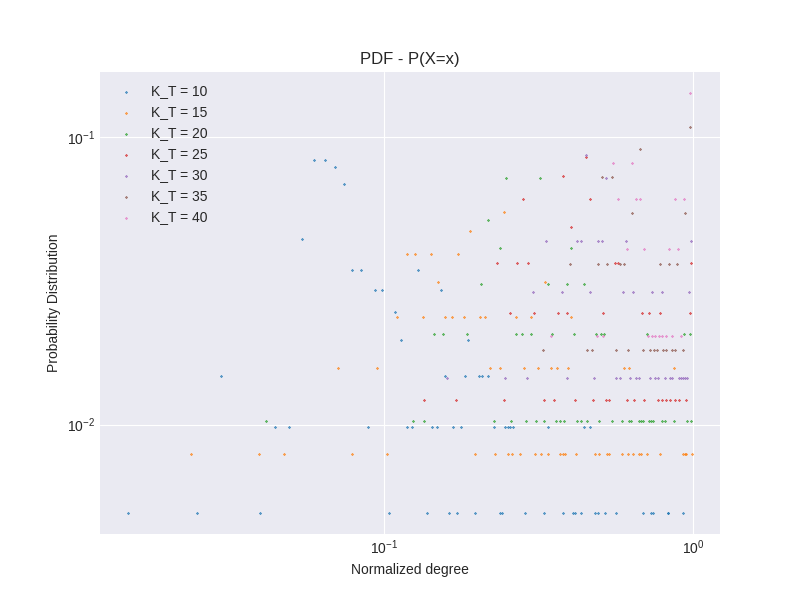 PDF - P(X=x)
K_T = 10
K_T = 15
K_T = 20
K_T = 25
K_T = 30
K_T = 35
K_T = 40
10⁻¹
10⁻²
Probability Distribution
10⁻¹
10⁰
Normalized degree